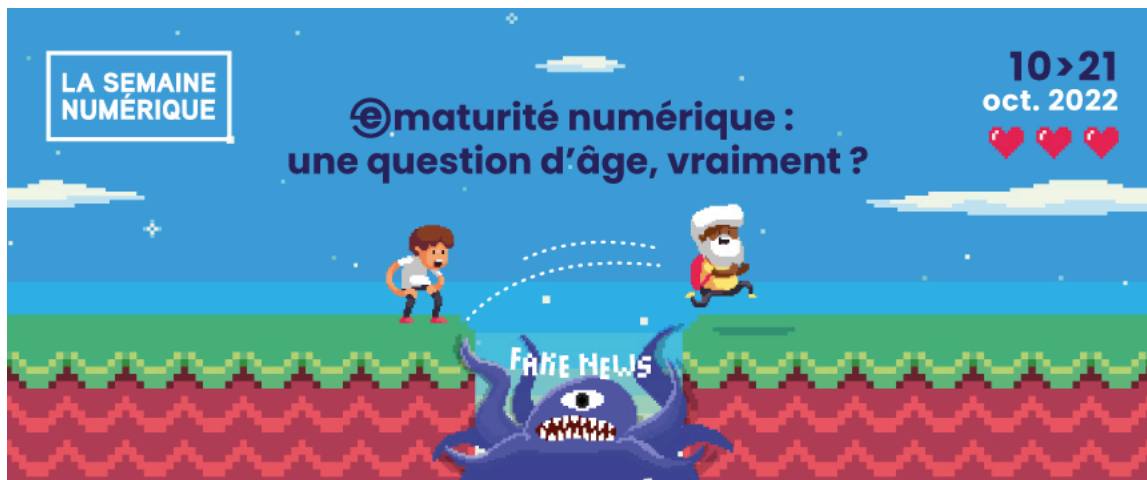 LA SEMAINE
NUMÉRIQUE
ematurité numérique :
une question d'âge, vraiment ?
10>21
oct. 2022
FAKE NEWS